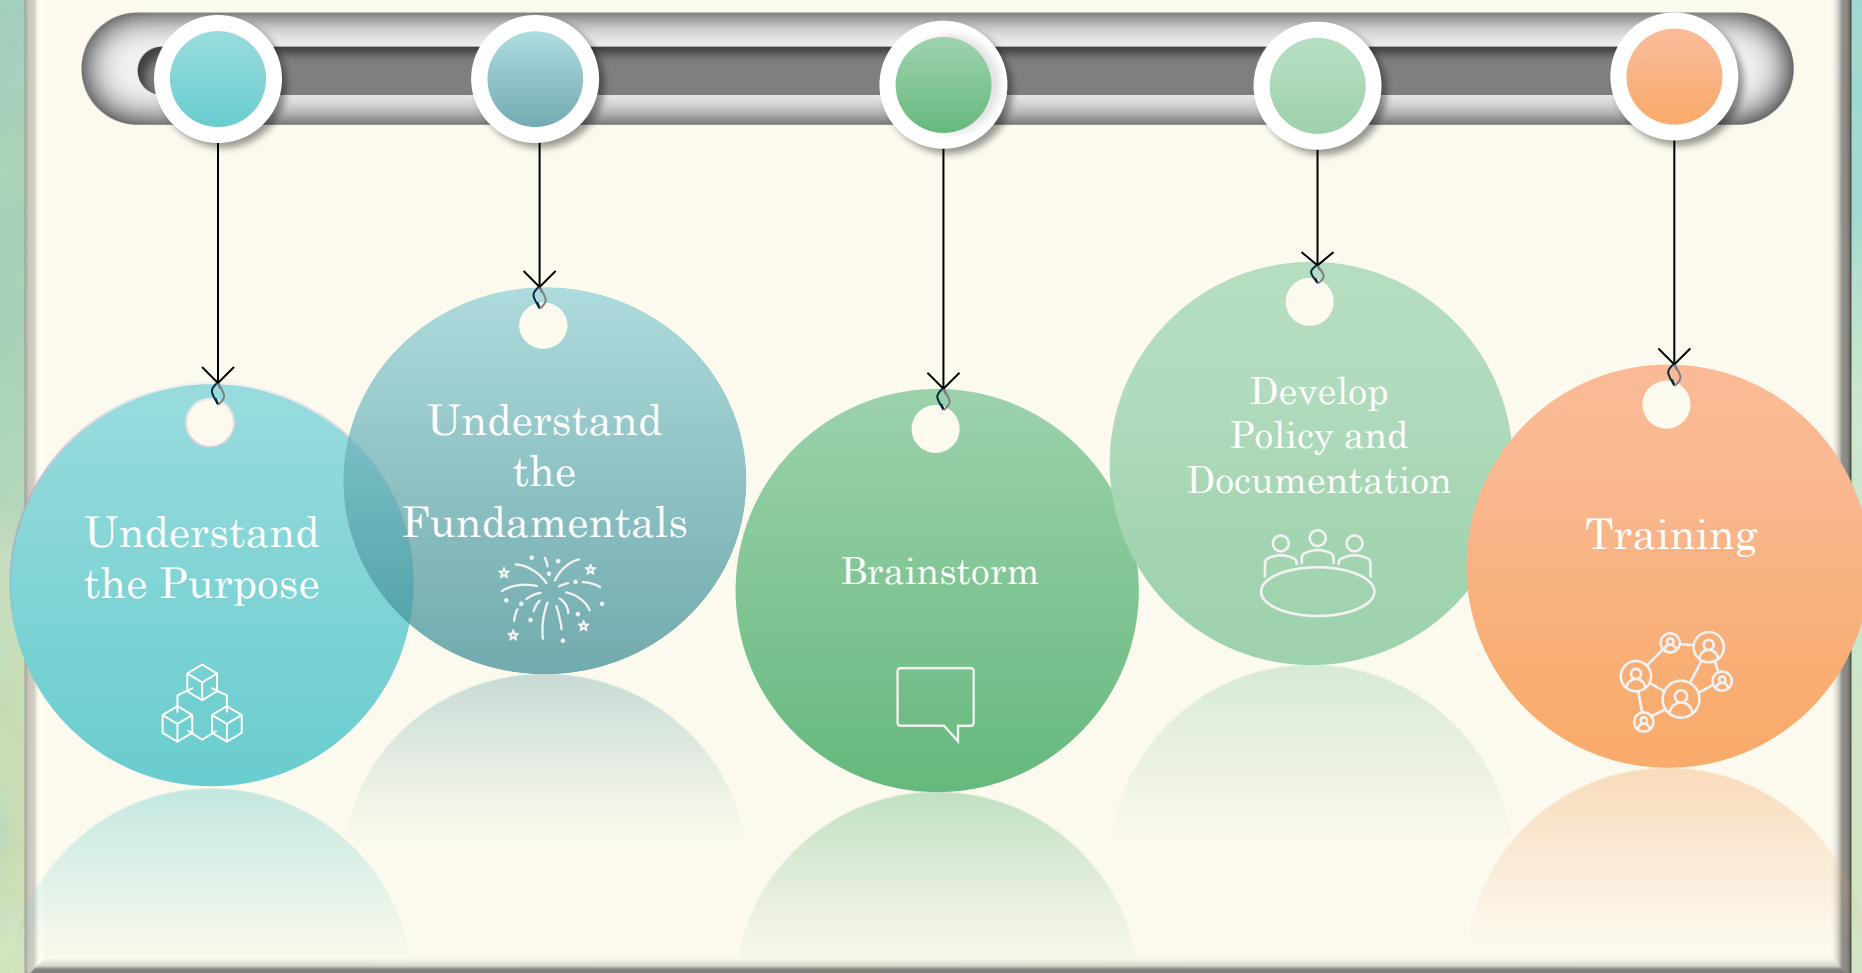 Understand
the Purpose
Understand
the
Fundamentals
Brainstorm
Develop
Policy and
Documentation
Training